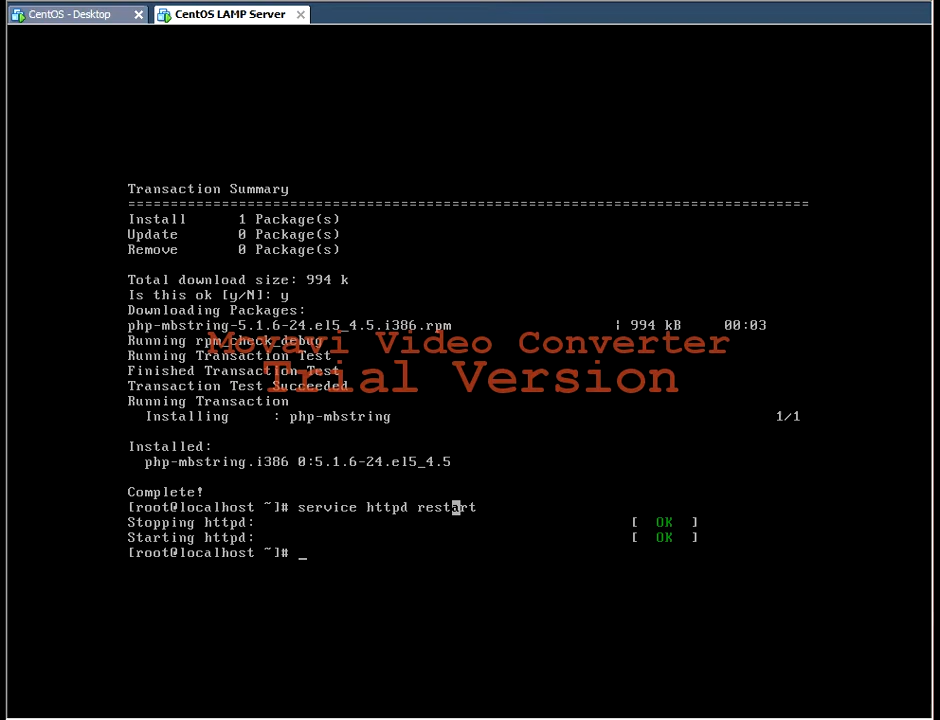 CentOS - Desktop
CentOS LAMP Server
Transaction Summary
================================================================================
Install      1 Package(s)
Update       0 Package(s)
Remove       0 Package(s)
Total download size: 994 k
Is this ok [y/N]: y
Downloading Packages:
php-mbstring-5.1.6-24.el5_4.5.i386.rpm | 994 kB 00:03
Running rpm_check_debug
Movavi Video Converter
Running Transaction Test
Finished Transaction Test
Trial Version
Transaction Test Succeeded
Running Transaction
Installing : php-mbstring 1/1
Installed:
php-mbstring.i386 0:5.1.6-24.el5_4.5
Complete!
[root@localhost ~]# service httpd restart
Stopping httpd: [ OK ]
Starting httpd: [ OK ]
[root@localhost ~]# _